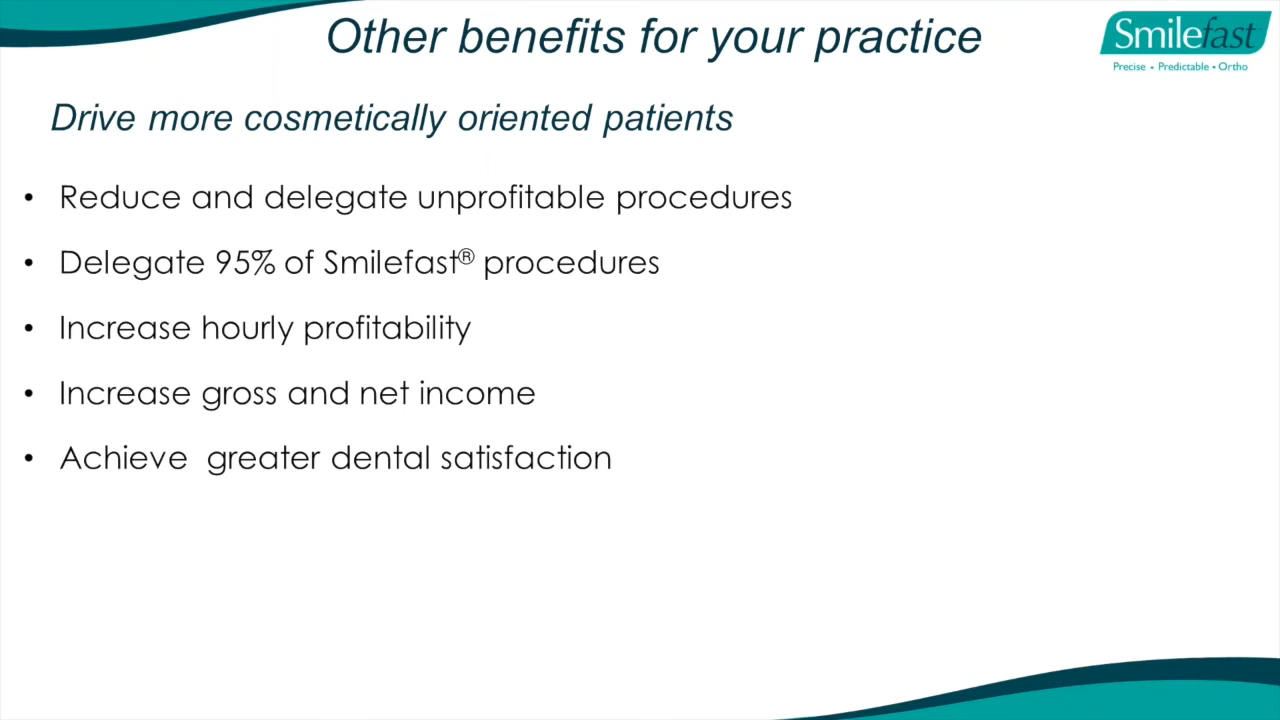 Other benefits for your practice
Smilefast
Precise • Predictable • Ortho
Drive more cosmetically oriented patients
• Reduce and delegate unprofitable procedures
• Delegate 95% of Smilefast® procedures
• Increase hourly profitability
• Increase gross and net income
• Achieve  greater dental satisfaction